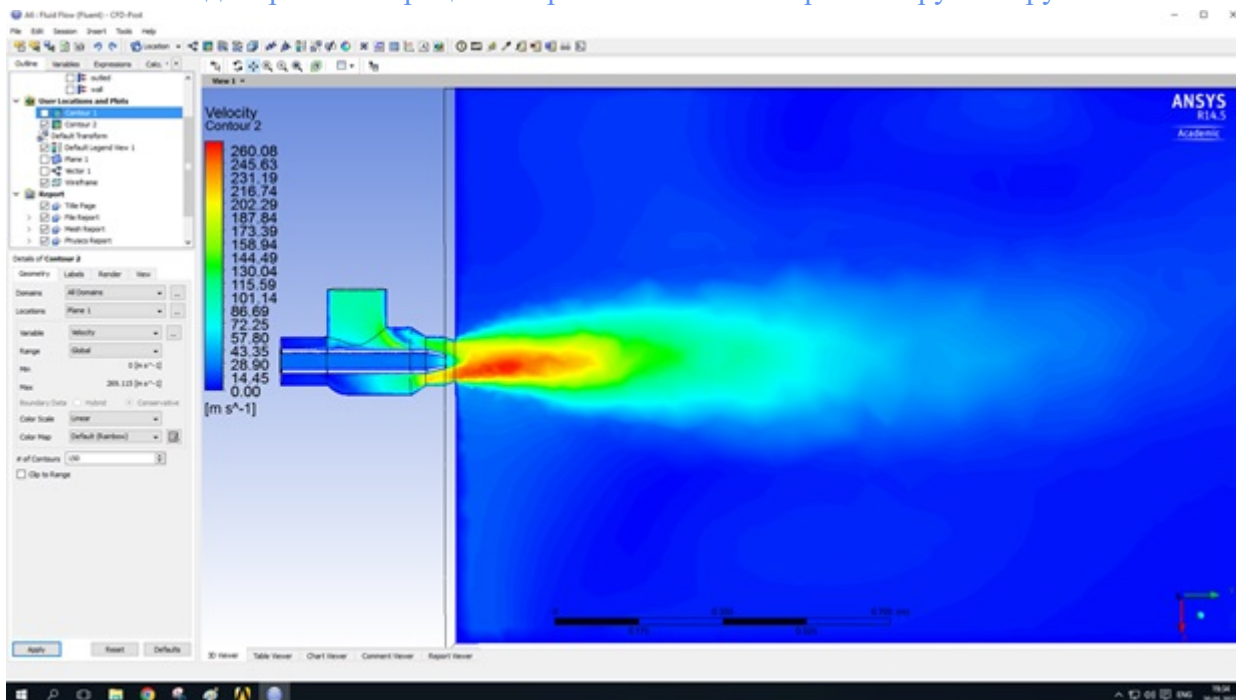 A6 : Fluid Flow (Fluent) - CFD-Post
File Edit Session Insert Tools Help
Location
Outline Variables Expressions Calc.
outled
wall
User Locations and Plots
Contour 1
Contour 2
Default Transform
Default Legend View 1
Plane 1
Vector 1
Wireframe
Report
Title Page
File Report
Mesh Report
Physics Report
Details of Contour 2
Geometry Labels Render View
Domains All Domains
Locations Plane 1
Variable Velocity
Range Global
Min 0 [m s^-1]
Max
Boundary Data Hybrid Conservative
Color Scale Linear
Color Map Default (Rainbow)
# of Contours
Clip to Range
Apply Reset Defaults
View 1
Velocity
Contour 2
260.08
245.63
231.19
216.74
202.29
187.84
173.39
158.94
144.49
130.04
115.59
101.14
86.69
72.25
57.80
43.35
28.90
14.45
0.00
[m s^-1]
ANSYS
R14.5
Academic
3D Viewer Table Viewer Chart Viewer Comment Viewer Report Viewer
ENG